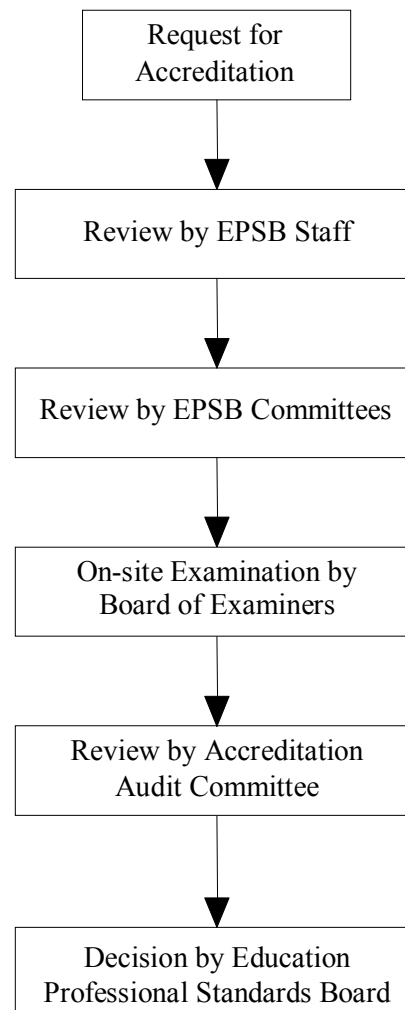 Request for
Accreditation
Review by EPSB Staff
Review by EPSB Committees
On-site Examination by
Board of Examiners
Review by Accreditation
Audit Committee
Decision by Education
Professional Standards Board